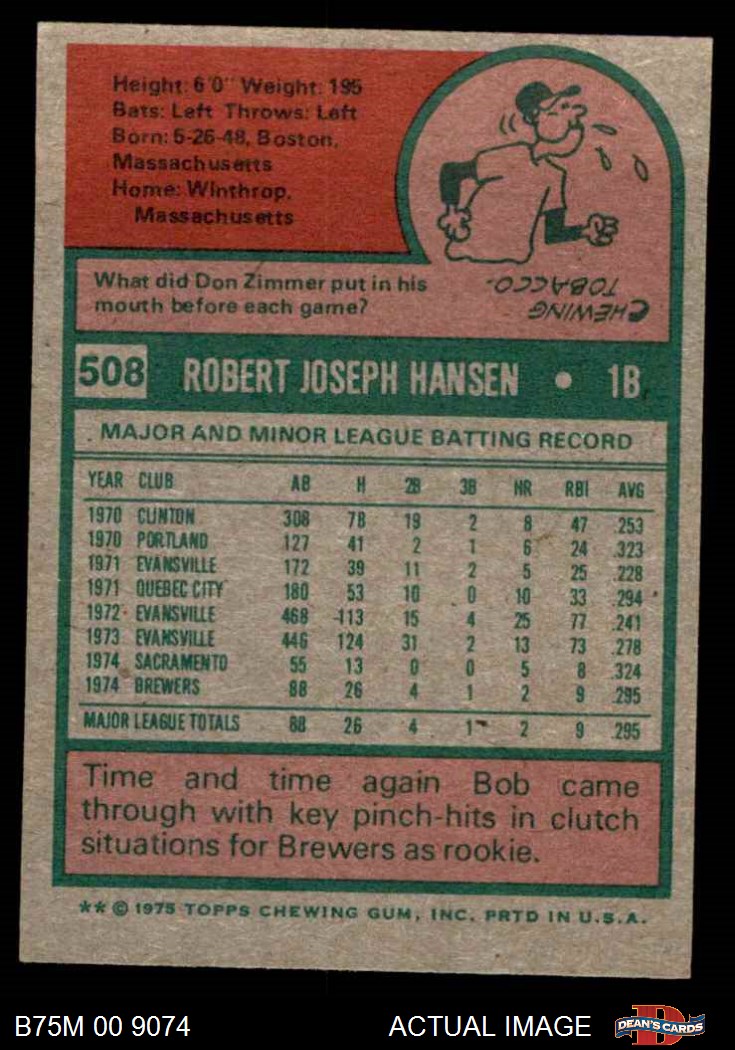 Height: 6'0" Weight: 195
Bats: Left Throws: Left
Born: 5-26-48, Boston,
Massachusetts
Home: Winthrop,
Massachusetts
What did Don Zimmer put in his
mouth before each game?
CHEWING
TOBACCO.
508 ROBERT JOSEPH HANSEN • 1B
MAJOR AND MINOR LEAGUE BATTING RECORD
YEAR CLUB AB H 2B 3B HR RBI AVG
1970 CLINTON 308 78 19 2 8 47 .253
1970 PORTLAND 127 41 2 1 6 24 .323
1971 EVANSVILLE 172 39 11 2 5 25 .228
1971 QUEBEC CITY 180 53 10 0 10 33 .294
1972 EVANSVILLE 468 113 15 4 25 77 .241
1973 EVANSVILLE 446 124 31 2 13 73 .278
1974 SACRAMENTO 55 13 0 0 5 8 .324
1974 BREWERS 88 26 4 1 2 9 .295
MAJOR LEAGUE TOTALS 88 26 4 1 2 9 .295
Time and time again Bob came
through with key pinch-hits in clutch
situations for Brewers as rookie.
** © 1975 TOPPS CHEWING GUM, INC. PRTD IN U.S.A.
B75M 00 9074 ACTUAL IMAGE DEAN'S CARDS